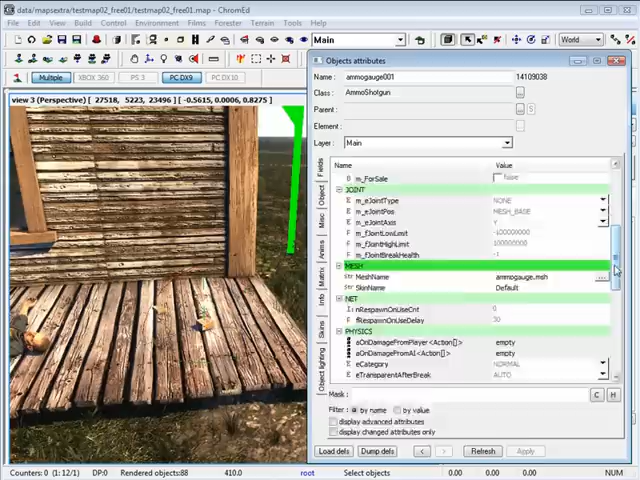 d:/work/mapsextra/testmap02_free01/testmap02_free01.map - ChromEd
File Edit View Build Control Environment Films Forester Terrain Tools Window Help
Main World
Multiple XBOX 360 PS 3 PC DX9 PC DX10
view 3 (Perspective) [ 27518, 5223, 23496 ] [ -0.5615, 0.0006, 0.8275 ]
Objects attributes
Name : ammogauge001 14109038
Class : AmmoShotgun ...
Parent : ... S
Element :
Layer : Main
Fields
Object
Misc
Anims
Matrix
Info
Skins
Object lighting
Name Value
m_ForSale false
JOINT
E m_eJointType NONE
E m_eJointPos MESH_BASE
E m_eJointAxis Y
F m_fJointLowLimit -100000000
F m_fJointHighLimit 100000000
F m_fJointBreakHealth -1
MESH
Str MeshName ammogauge.msh ...
Str SkinName Default
NET
I nRespawnOnUseCnt 0
F fRespawnOnUseDelay 30
PHYSICS
aOnDamageFromPlayer <Action[]> empty
aOnDamageFromAI <Action[]> empty
E eCategory NORMAL
E eTransparentAfterBreak AUTO
Mask : C H
Filter : by name by value
display advanced attributes
display changed attributes only
Load defs Dump defs < > Refresh Apply
Counters: 0 (1: 12/1) DP:0 Rendered objects:88 410.0 root Select objects 0.00 0.00 0.00